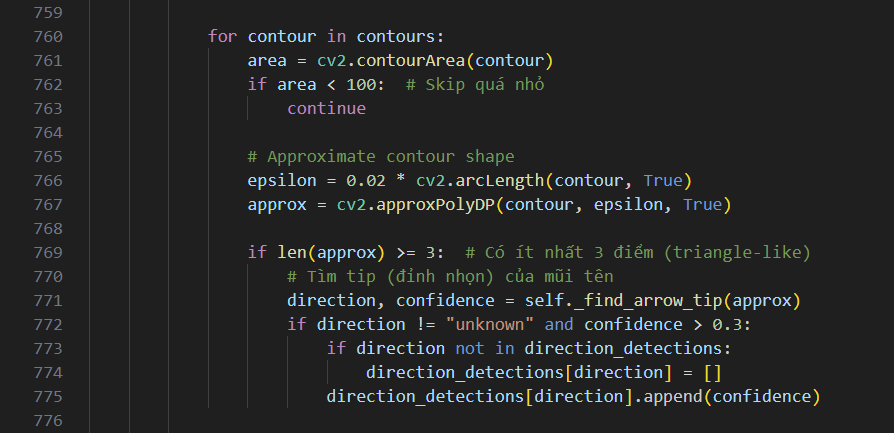 759
760 for contour in contours:
761 area = cv2.contourArea(contour)
762 if area < 100:  # Skip quá nhỏ
763 continue
764
765 # Approximate contour shape
766 epsilon = 0.02 * cv2.arcLength(contour, True)
767 approx = cv2.approxPolyDP(contour, epsilon, True)
768
769 if len(approx) >= 3:  # Có ít nhất 3 điểm (triangle-like)
770 # Tìm tip (đỉnh nhọn) của mũi tên
771 direction, confidence = self._find_arrow_tip(approx)
772 if direction != "unknown" and confidence > 0.3:
773 if direction not in direction_detections:
774 direction_detections[direction] = []
775 direction_detections[direction].append(confidence)
776